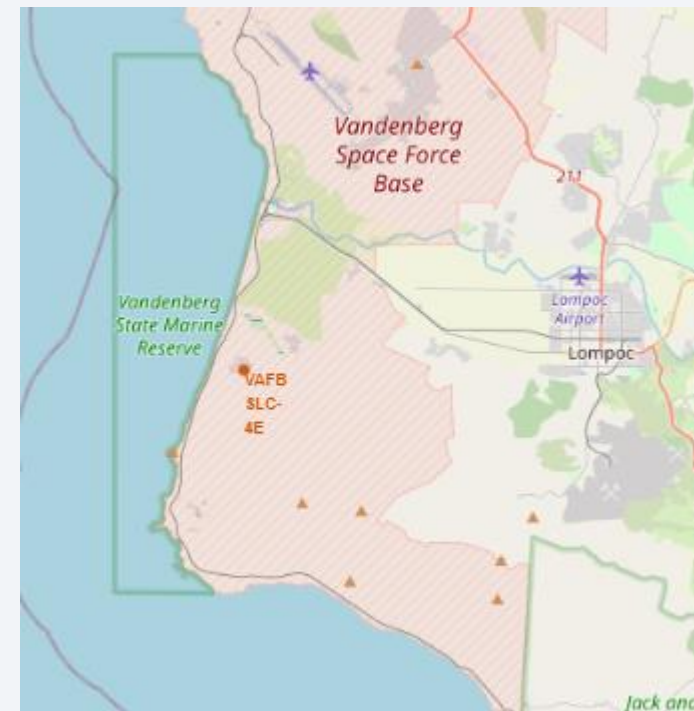 Vandenberg
Space Force
Base
211
Vandenberg
State Marine
Reserve
Lompoc
Airport
Lompoc
VAFB
SLC-
4E
Jack and